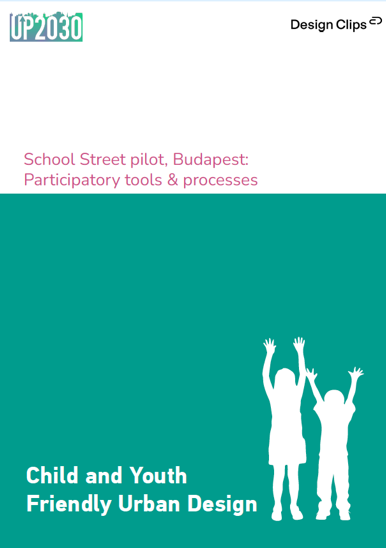 UP2030
Design Clips
School Street pilot, Budapest:
Participatory tools & processes
Child and Youth
Friendly Urban Design